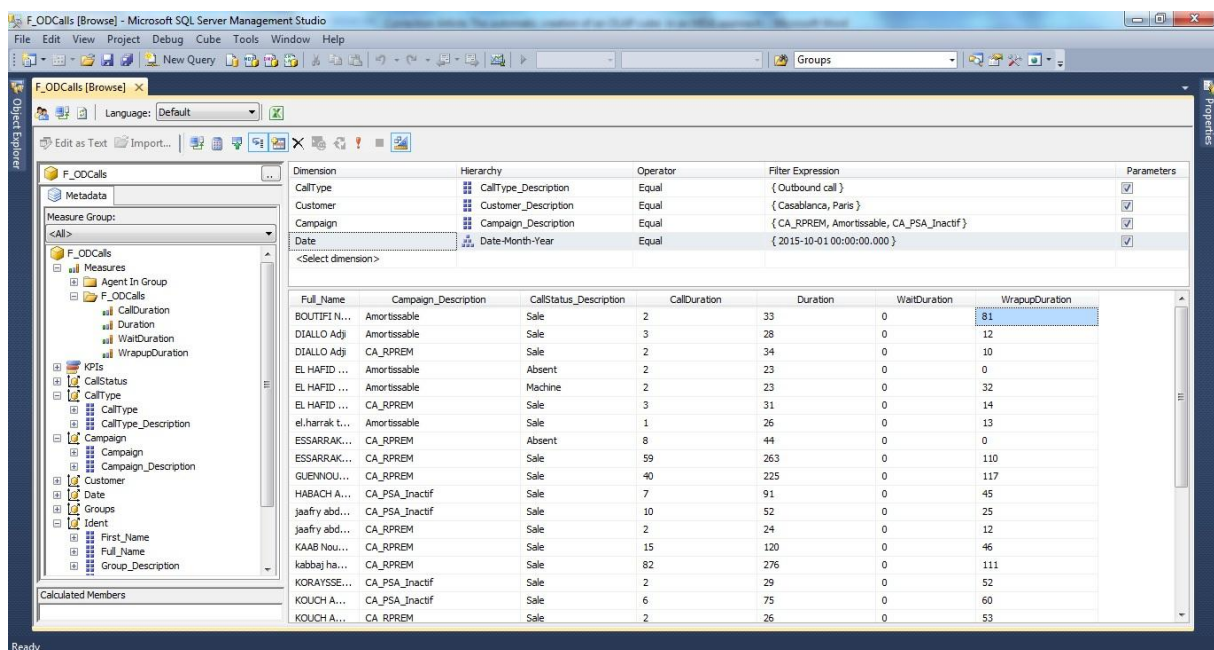 F_ODCalls [Browse] - Microsoft SQL Server Management Studio
File Edit View Project Debug Cube Tools Window Help
New Query Groups
Object Explorer
F_ODCalls [Browse]
Properties
Language: Default
Edit as Text Import...
F_ODCalls ..
Metadata
Measure Group:
<All>
F_ODCalls
Measures
Agent In Group
F_ODCalls
CallDuration
Duration
WaitDuration
WrapupDuration
KPIs
CallStatus
CallType
CallType
CallType_Description
Campaign
Campaign
Campaign_Description
Customer
Date
Groups
Ident
First_Name
Full_Name
Group_Description
Calculated Members
Dimension Hierarchy Operator Filter Expression Parameters
CallType CallType_Description Equal { Outbound call }
Customer Customer_Description Equal { Casablanca, Paris }
Campaign Campaign_Description Equal { CA_RPREM, Amortissable, CA_PSA_Inactif }
Date Date-Month-Year Equal { 2015-10-01 00:00:00.000 }
<Select dimension>
Full_Name Campaign_Description CallStatus_Description CallDuration Duration WaitDuration WrapupDuration
BOUTIFI N... Amortissable Sale 2 33 0 81
DIALLO Adji Amortissable Sale 3 28 0 12
DIALLO Adji CA_RPREM Sale 2 34 0 10
EL HAFID ... Amortissable Absent 2 23 0 0
EL HAFID ... Amortissable Machine 2 23 0 32
EL HAFID ... CA_RPREM Sale 3 31 0 14
el.harrak t... Amortissable Sale 1 26 0 13
ESSARRAK... CA_RPREM Absent 8 44 0 0
ESSARRAK... CA_RPREM Sale 59 263 0 110
GUENNOU... CA_RPREM Sale 40 225 0 117
HABACH A... CA_PSA_Inactif Sale 7 91 0 45
jaafry abd... CA_PSA_Inactif Sale 10 52 0 25
jaafry abd... CA_RPREM Sale 2 24 0 12
KAAB Nou... CA_RPREM Sale 15 120 0 46
kabbaj ha... CA_RPREM Sale 82 276 0 111
KORAYSSE... CA_PSA_Inactif Sale 2 29 0 52
KOUCH A... CA_PSA_Inactif Sale 6 75 0 60
KOUCH A... CA_RPREM Sale 2 26 0 53
Ready